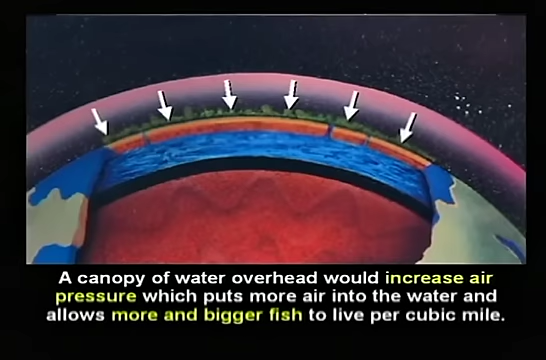 A canopy of water overhead would increase air
pressure which puts more air into the water and
allows more and bigger fish to live per cubic mile.